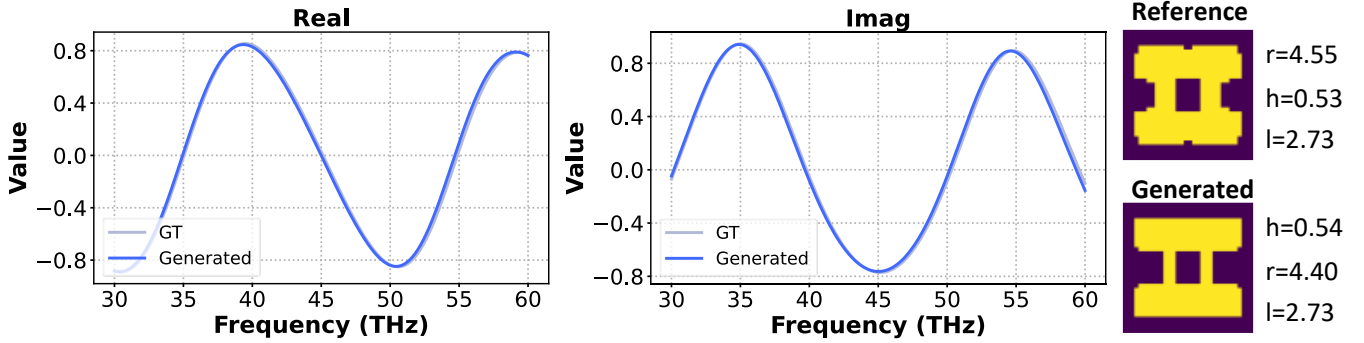 Real
Value
0.8
0.4
0.0
−0.4
−0.8
GT
Generated
30 35 40 45 50 55 60
Frequency (THz)
Imag
Value
0.8
0.4
0.0
−0.4
−0.8
GT
Generated
30 35 40 45 50 55 60
Frequency (THz)
Reference
r=4.55
h=0.53
l=2.73
Generated
h=0.54
r=4.40
l=2.73